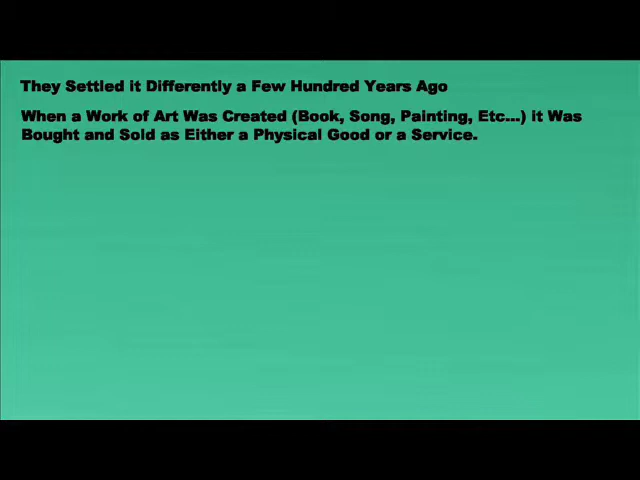 They Settled it Differently a Few Hundred Years Ago
When a Work of Art Was Created (Book, Song, Painting, Etc...) it Was
Bought and Sold as Either a Physical Good or a Service.